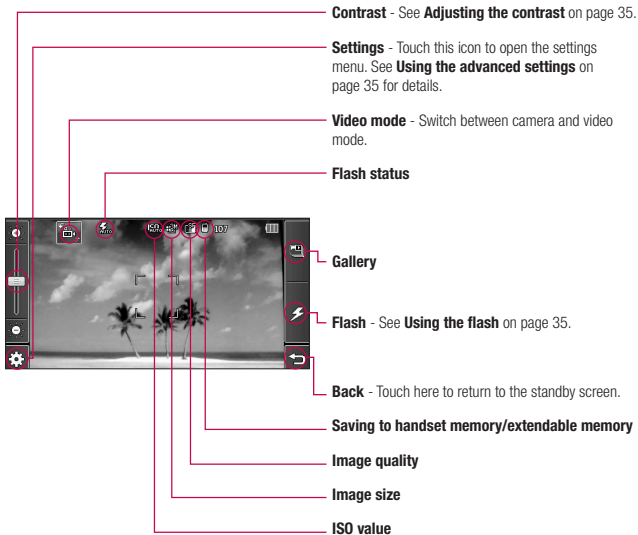 Contrast - See Adjusting the contrast on page 35.
Settings - Touch this icon to open the settings
menu. See Using the advanced settings on
page 35 for details.
Video mode - Switch between camera and video
mode.
Flash status
AUTO
ISO
AUTO
107
Gallery
Flash - See Using the flash on page 35.
Back - Touch here to return to the standby screen.
Saving to handset memory/extendable memory
Image quality
Image size
ISO value